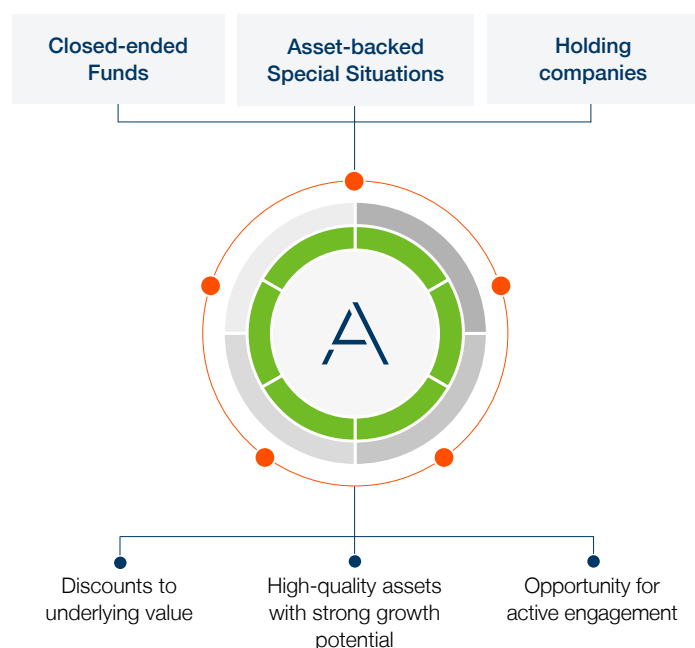 Closed-ended
Funds
Asset-backed
Special Situations
Holding
companies
Discounts to
underlying value
High-quality assets
with strong growth
potential
Opportunity for
active engagement